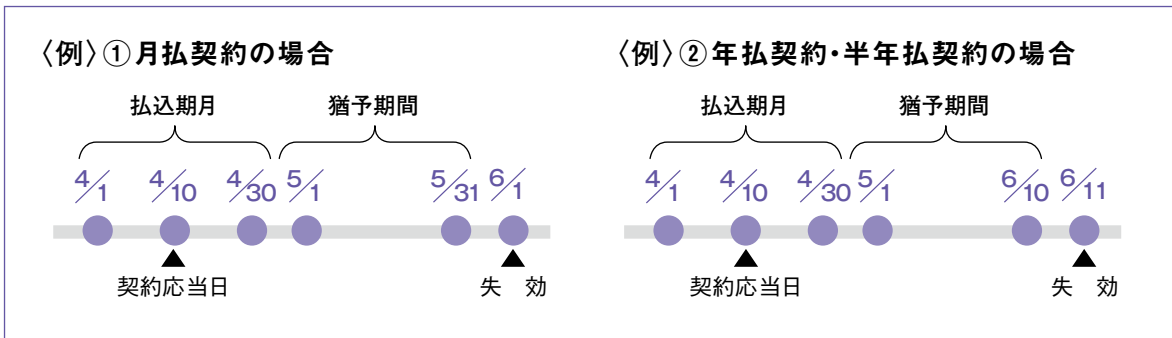 〈例〉①月払契約の場合
払込期月 猶予期間
4/1 4/10 4/30 5/1 5/31 6/1
契約応当日 失 効
〈例〉②年払契約・半年払契約の場合
払込期月 猶予期間
4/1 4/10 4/30 5/1 6/10 6/11
契約応当日 失 効